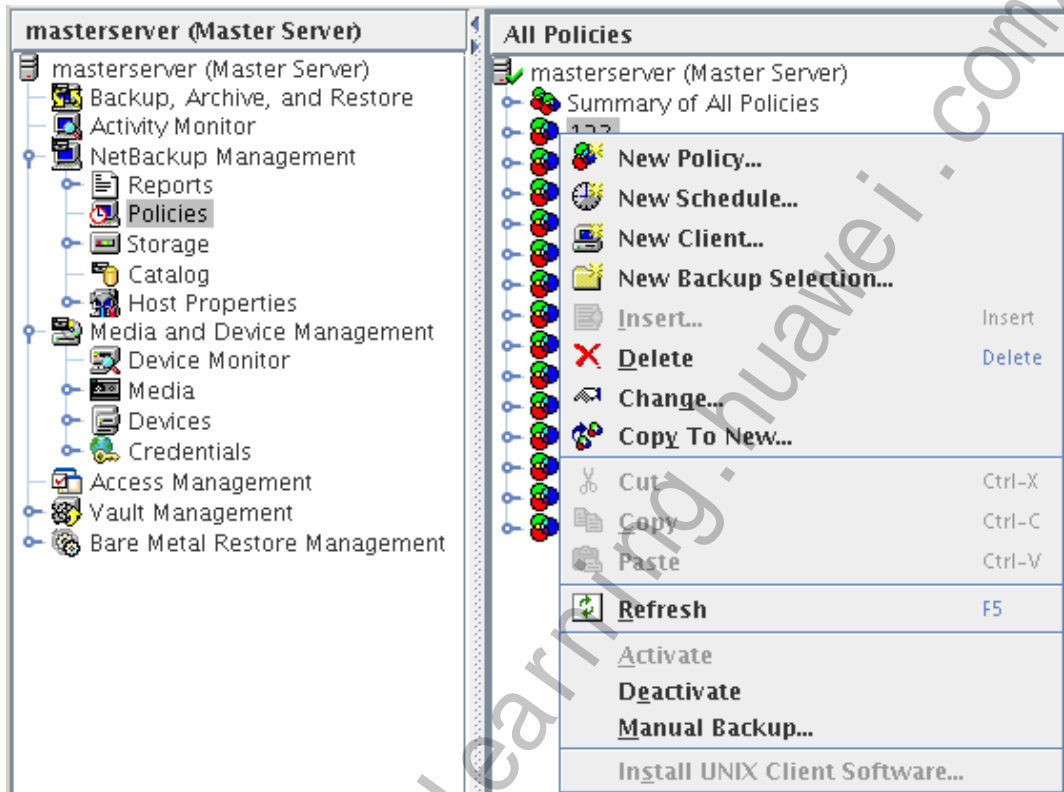 masterserver (Master Server)
masterserver (Master Server)
Backup, Archive, and Restore
Activity Monitor
NetBackup Management
Reports
Policies
Storage
Catalog
Host Properties
Media and Device Management
Device Monitor
Media
Devices
Credentials
Access Management
Vault Management
Bare Metal Restore Management
All Policies
masterserver (Master Server)
Summary of All Policies
New Policy...
New Schedule...
New Client...
New Backup Selection...
Insert... Insert
Delete Delete
Change...
Copy To New...
Cut Ctrl-X
Copy Ctrl-C
Paste Ctrl-V
Refresh F5
Activate
Deactivate
Manual Backup...
Install UNIX Client Software...
learning.huawei.com